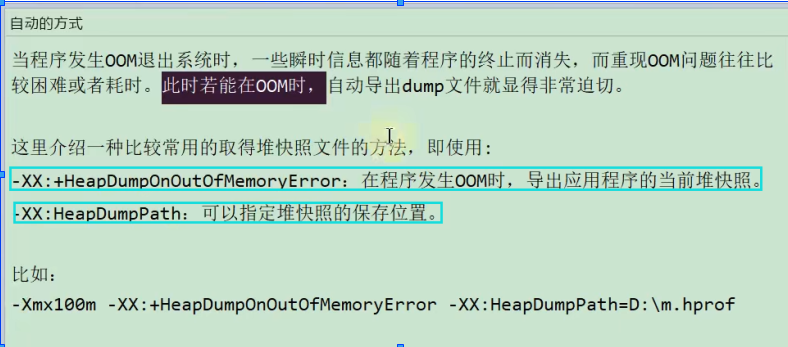 自动的方式
当程序发生OOM退出系统时，一些瞬时信息都随着程序的终止而消失，而重现OOM问题往往比
较困难或者耗时。此时若能在OOM时，自动导出dump文件就显得非常迫切。
这里介绍一种比较常用的取得堆快照文件的方法，即使用：
-XX:+HeapDumpOnOutOfMemoryError：在程序发生OOM时，导出应用程序的当前堆快照。
-XX:HeapDumpPath：可以指定堆快照的保存位置。
比如：
-Xmx100m -XX:+HeapDumpOnOutOfMemoryError -XX:HeapDumpPath=D:\m.hprof